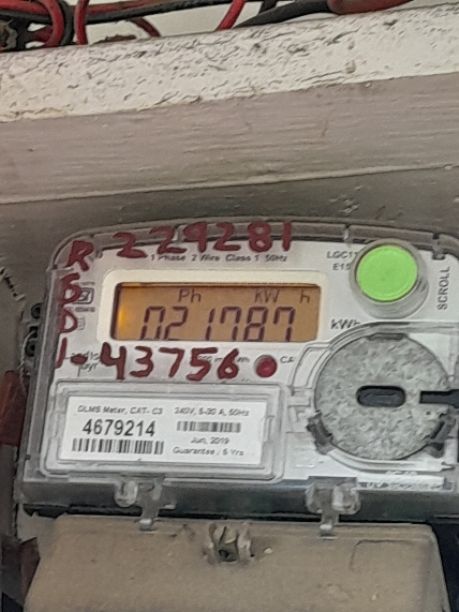 R 229281
1 Phase 2 Wire Class 1 50Hz
Ph kW h
021787
kWh
SCROLL
1-43756
DLMS Meter, CAT- C3
4679214
240V, 5-30 A, 50Hz
Jun, 2019
Guarantee : 5 Yrs